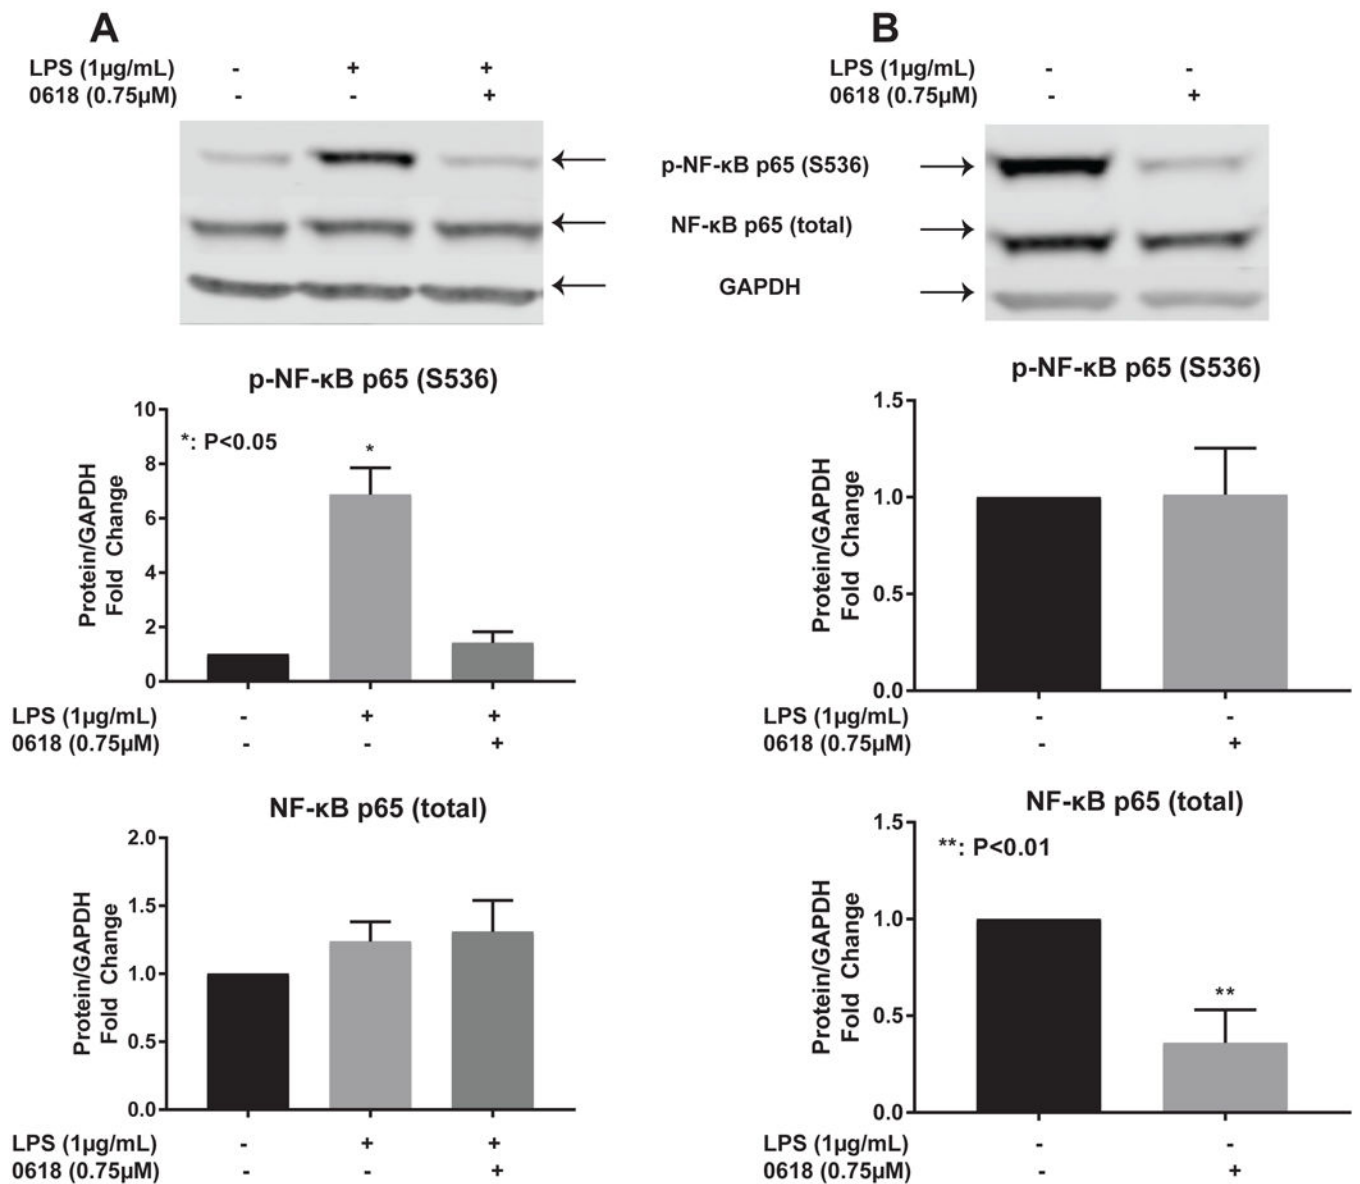 A
LPS (1µg/mL) - + +
0618 (0.75µM) - - +
B
LPS (1µg/mL) - -
0618 (0.75µM) - +
p-NF-κB p65 (S536)
NF-κB p65 (total)
GAPDH
p-NF-κB p65 (S536)
*: P<0.05
*
Protein/GAPDH
Fold Change
10
8
6
4
2
0
LPS (1µg/mL) - + +
0618 (0.75µM) - - +
p-NF-κB p65 (S536)
Protein/GAPDH
Fold Change
1.5
1.0
0.5
0.0
LPS (1µg/mL) - -
0618 (0.75µM) - +
NF-κB p65 (total)
Protein/GAPDH
Fold Change
2.0
1.5
1.0
0.5
0.0
LPS (1µg/mL) - + +
0618 (0.75µM) - - +
NF-κB p65 (total)
**: P<0.01
**
Protein/GAPDH
Fold Change
1.5
1.0
0.5
0.0
LPS (1µg/mL) - -
0618 (0.75µM) - +